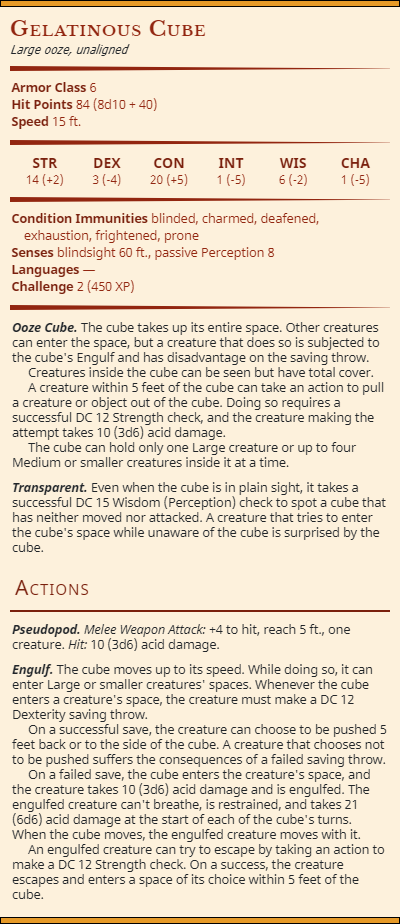 Gelatinous Cube
Large ooze, unaligned
Armor Class 6
Hit Points 84 (8d10 + 40)
Speed 15 ft.
STR DEX CON INT WIS CHA
14 (+2) 3 (-4) 20 (+5) 1 (-5) 6 (-2) 1 (-5)
Condition Immunities blinded, charmed, deafened,
exhaustion, frightened, prone
Senses blindsight 60 ft., passive Perception 8
Languages —
Challenge 2 (450 XP)
Ooze Cube. The cube takes up its entire space. Other creatures
can enter the space, but a creature that does so is subjected to
the cube's Engulf and has disadvantage on the saving throw.
Creatures inside the cube can be seen but have total cover.
A creature within 5 feet of the cube can take an action to pull
a creature or object out of the cube. Doing so requires a
successful DC 12 Strength check, and the creature making the
attempt takes 10 (3d6) acid damage.
The cube can hold only one Large creature or up to four
Medium or smaller creatures inside it at a time.
Transparent. Even when the cube is in plain sight, it takes a
successful DC 15 Wisdom (Perception) check to spot a cube that
has neither moved nor attacked. A creature that tries to enter
the cube's space while unaware of the cube is surprised by the
cube.
Actions
Pseudopod. Melee Weapon Attack: +4 to hit, reach 5 ft., one
creature. Hit: 10 (3d6) acid damage.
Engulf. The cube moves up to its speed. While doing so, it can
enter Large or smaller creatures' spaces. Whenever the cube
enters a creature's space, the creature must make a DC 12
Dexterity saving throw.
On a successful save, the creature can choose to be pushed 5
feet back or to the side of the cube. A creature that chooses not
to be pushed suffers the consequences of a failed saving throw.
On a failed save, the cube enters the creature's space, and
the creature takes 10 (3d6) acid damage and is engulfed. The
engulfed creature can't breathe, is restrained, and takes 21
(6d6) acid damage at the start of each of the cube's turns.
When the cube moves, the engulfed creature moves with it.
An engulfed creature can try to escape by taking an action to
make a DC 12 Strength check. On a success, the creature
escapes and enters a space of its choice within 5 feet of the
cube.